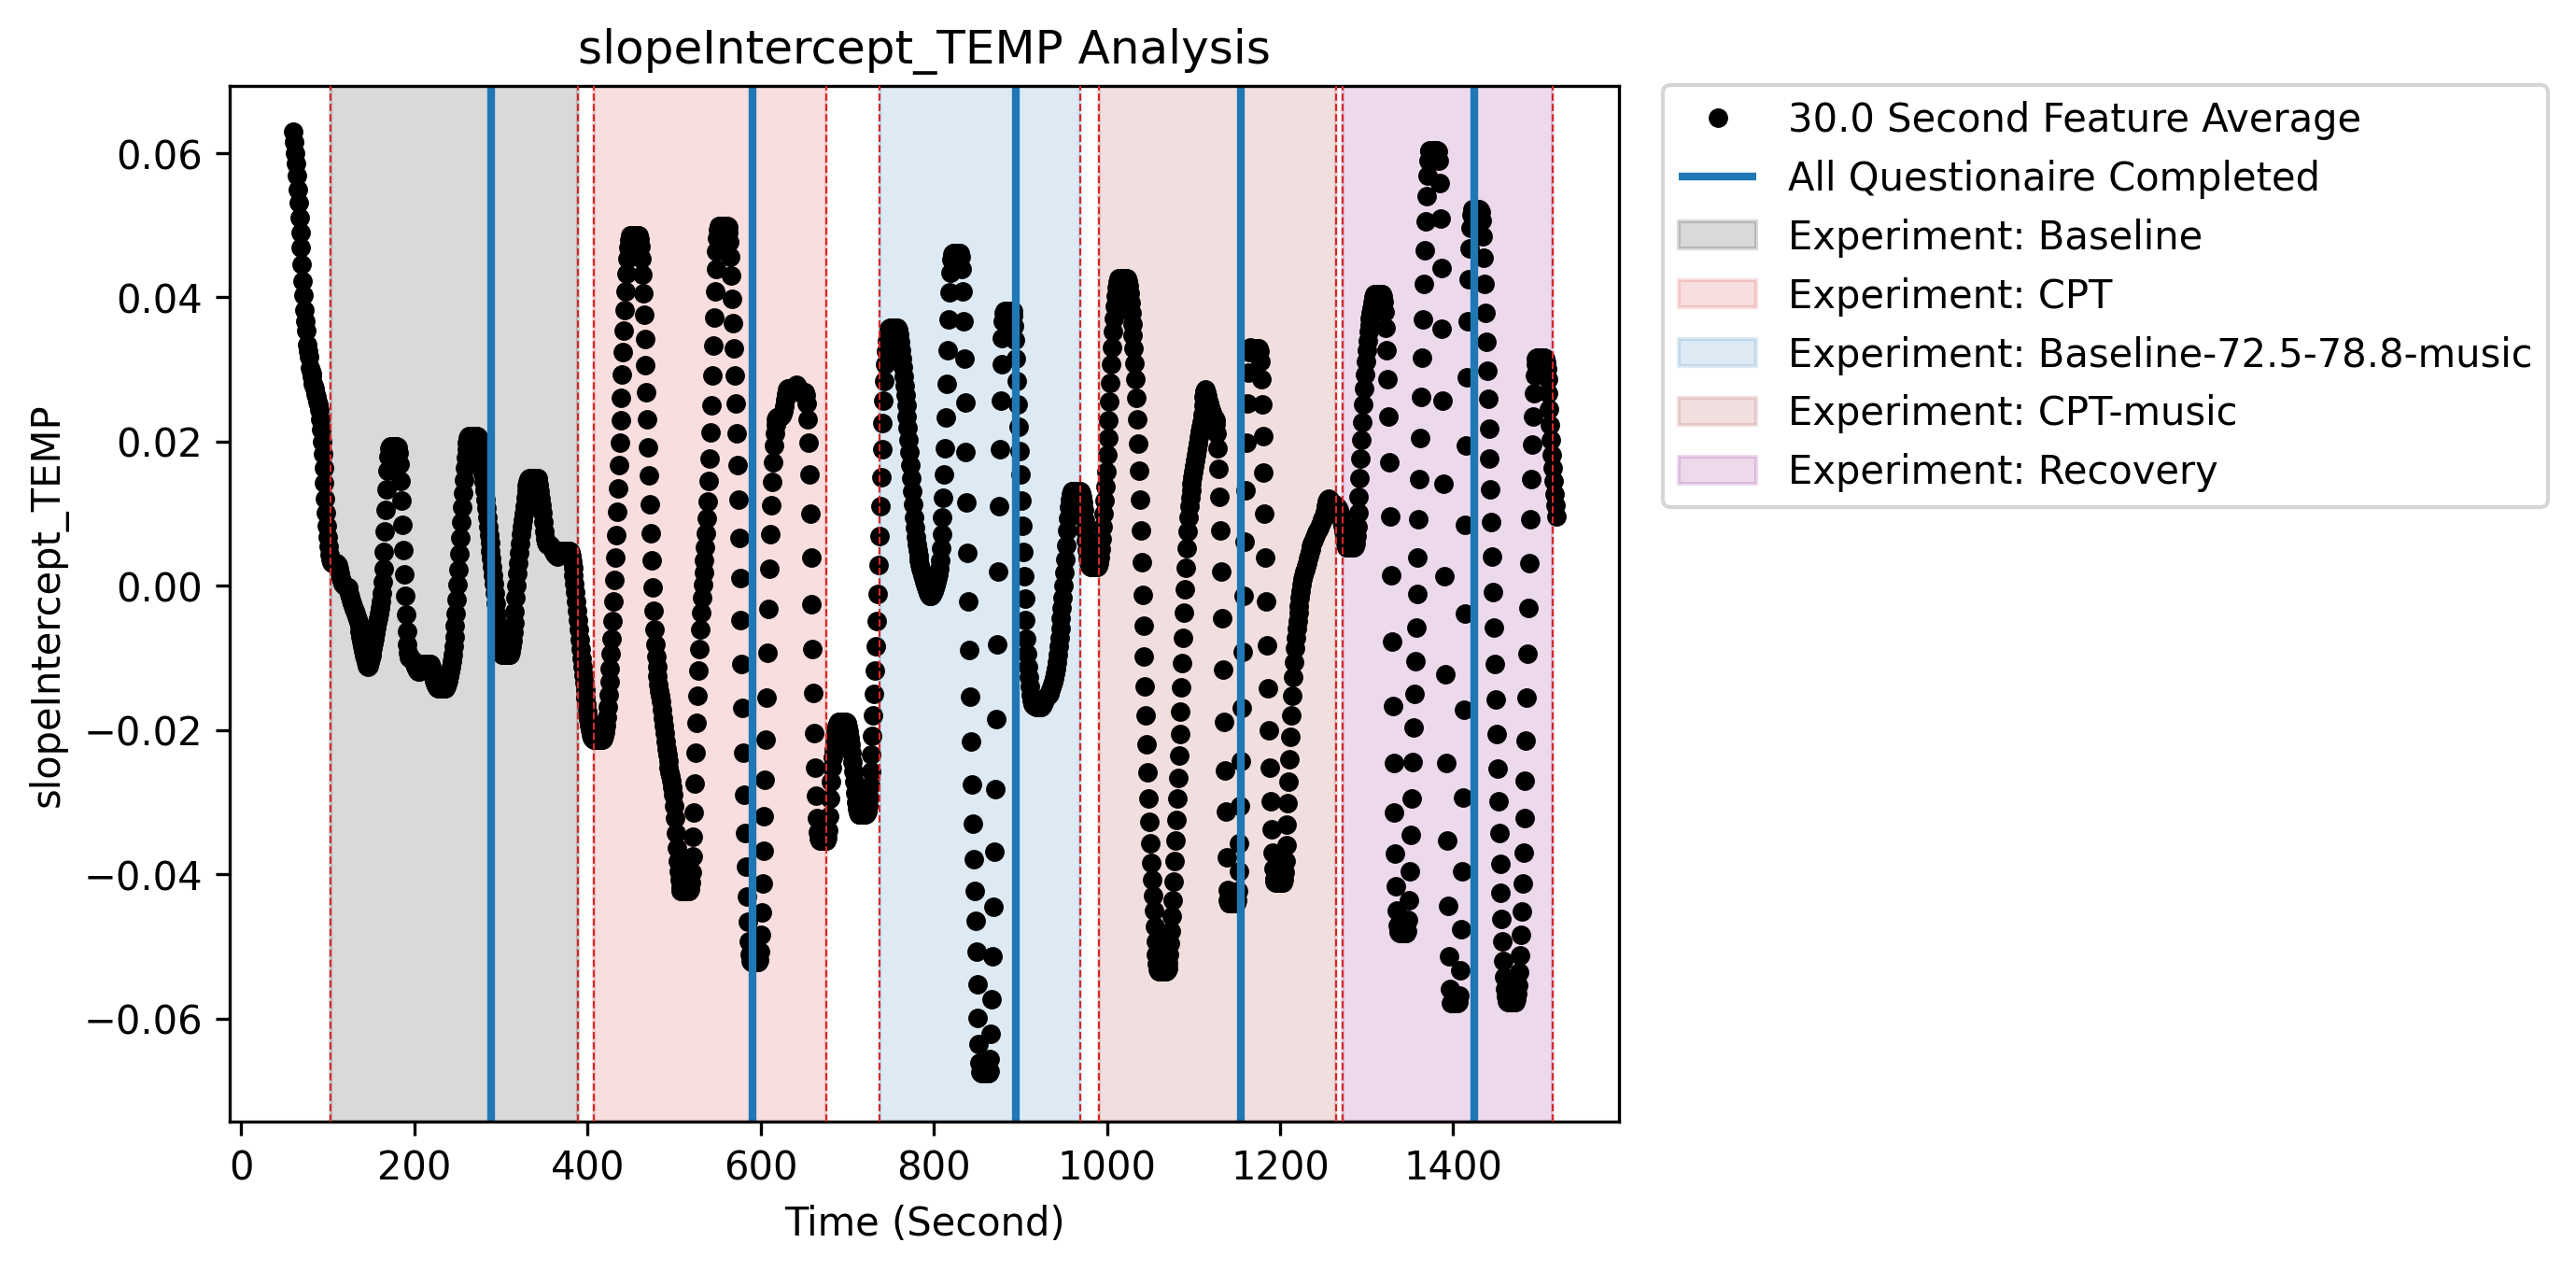 slopeIntercept_TEMP Analysis
slopeIntercept_TEMP
0.06
0.04
0.02
0.00
−0.02
−0.04
−0.06
0 200 400 600 800 1000 1200 1400
Time (Second)
30.0 Second Feature Average
All Questionaire Completed
Experiment: Baseline
Experiment: CPT
Experiment: Baseline-72.5-78.8-music
Experiment: CPT-music
Experiment: Recovery